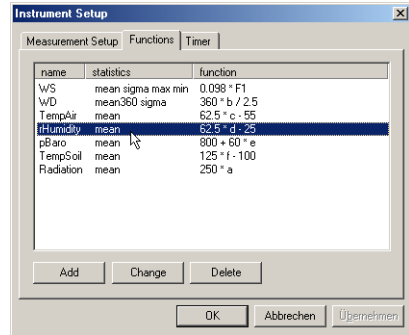 Instrument Setup
Measurement Setup Functions Timer
name statistics function
WS mean sigma max min 0.098 * F1
WD mean360 sigma 360 * b / 2.5
TempAir mean 62.5 * c - 55
rHumidity mean 62.5 * d - 25
pBaro mean 800 + 60 * e
TempSoil mean 125 * f - 100
Radiation mean 250 * a
Add Change Delete
OK Abbrechen Übernehmen